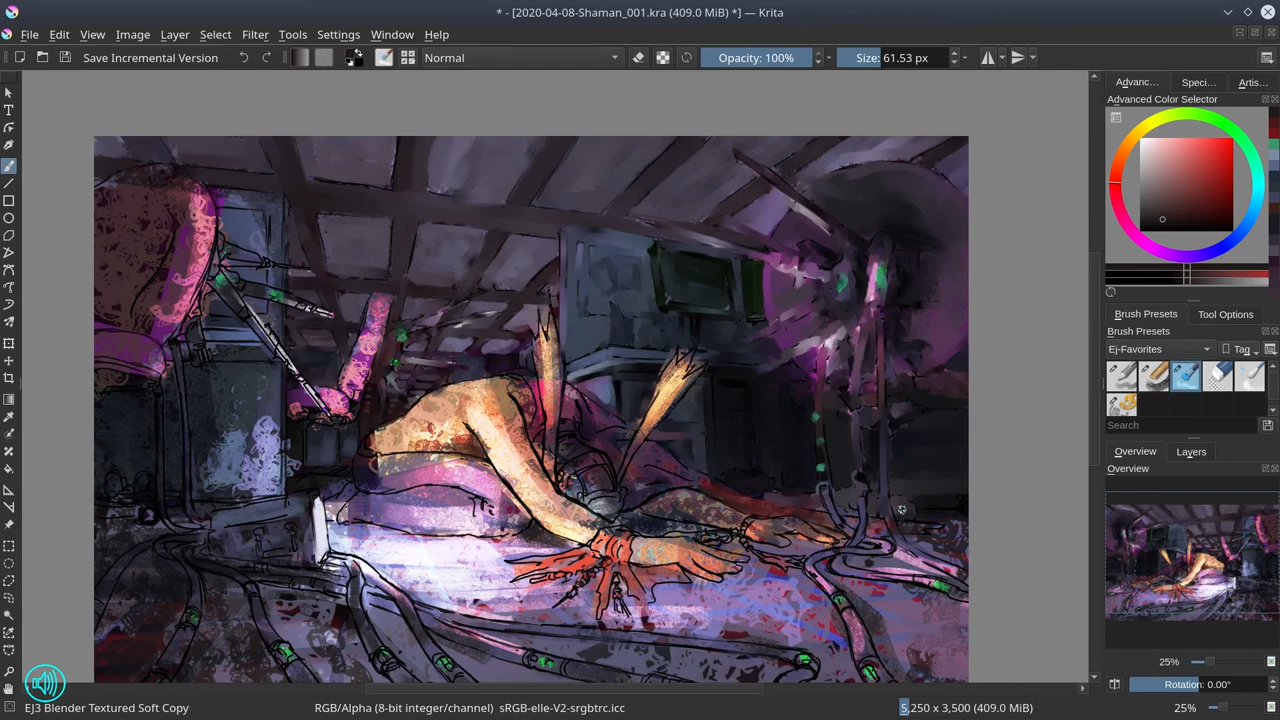 * - [2020-04-08-Shaman_001.kra (409.0 MiB) *] — Krita
File Edit View Image Layer Select Filter Tools Settings Window Help
Save Incremental Version Normal Opacity: 100% Size: 61.53 px
Advanc... Speci... Artis...
Advanced Color Selector
Brush Presets Tool Options
Brush Presets
Ej-Favorites Tag
Search
Overview Layers
Overview
25%
Rotation: 0.00°
EJ3 Blender Textured Soft Copy RGB/Alpha (8-bit integer/channel) sRGB-elle-V2-srgbtrc.icc 5,250 x 3,500 (409.0 MiB) 25%